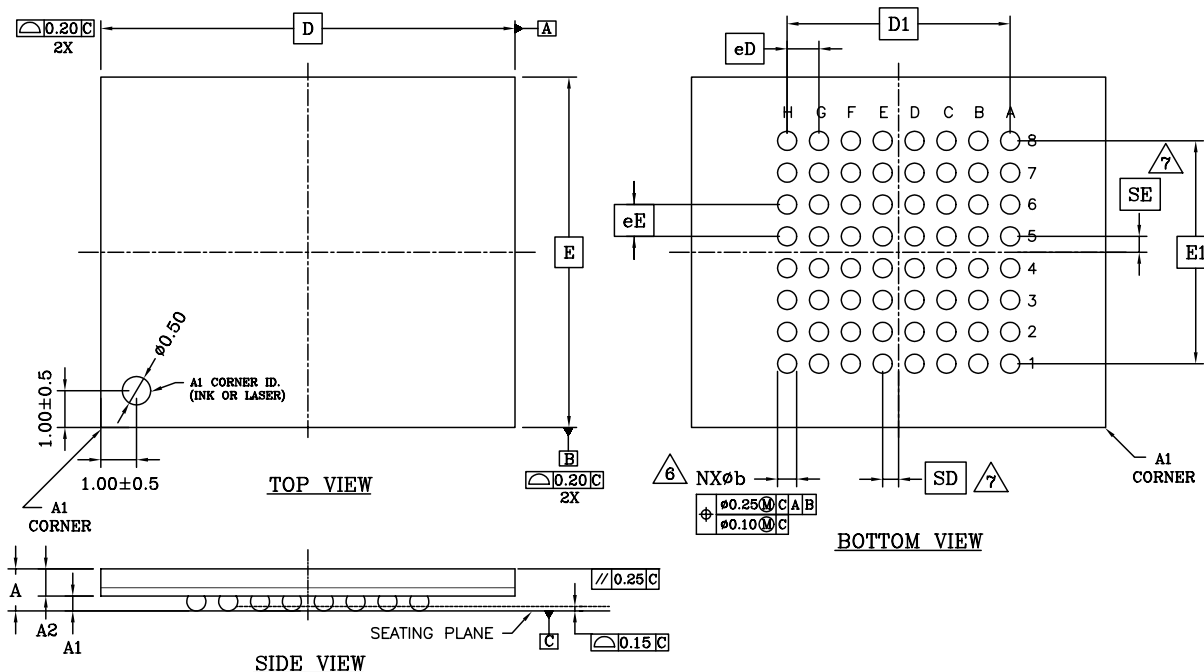 ⌓ 0.20 C
2X
D
A
E
ø0.50
A1 CORNER ID.
(INK OR LASER)
1.00±0.5
1.00±0.5
A1
CORNER
TOP VIEW
B
⌓ 0.20 C
2X
D1
eD
H G F E D C B A
8
7
6
5
4
3
2
1
7
SE
eE
E1
6
NXøb
⌖ ø0.25Ⓜ C A B
ø0.10Ⓜ C
SD
7
A1
CORNER
BOTTOM VIEW
A
A2
A1
// 0.25 C
SEATING PLANE
C
⌓ 0.15 C
SIDE VIEW